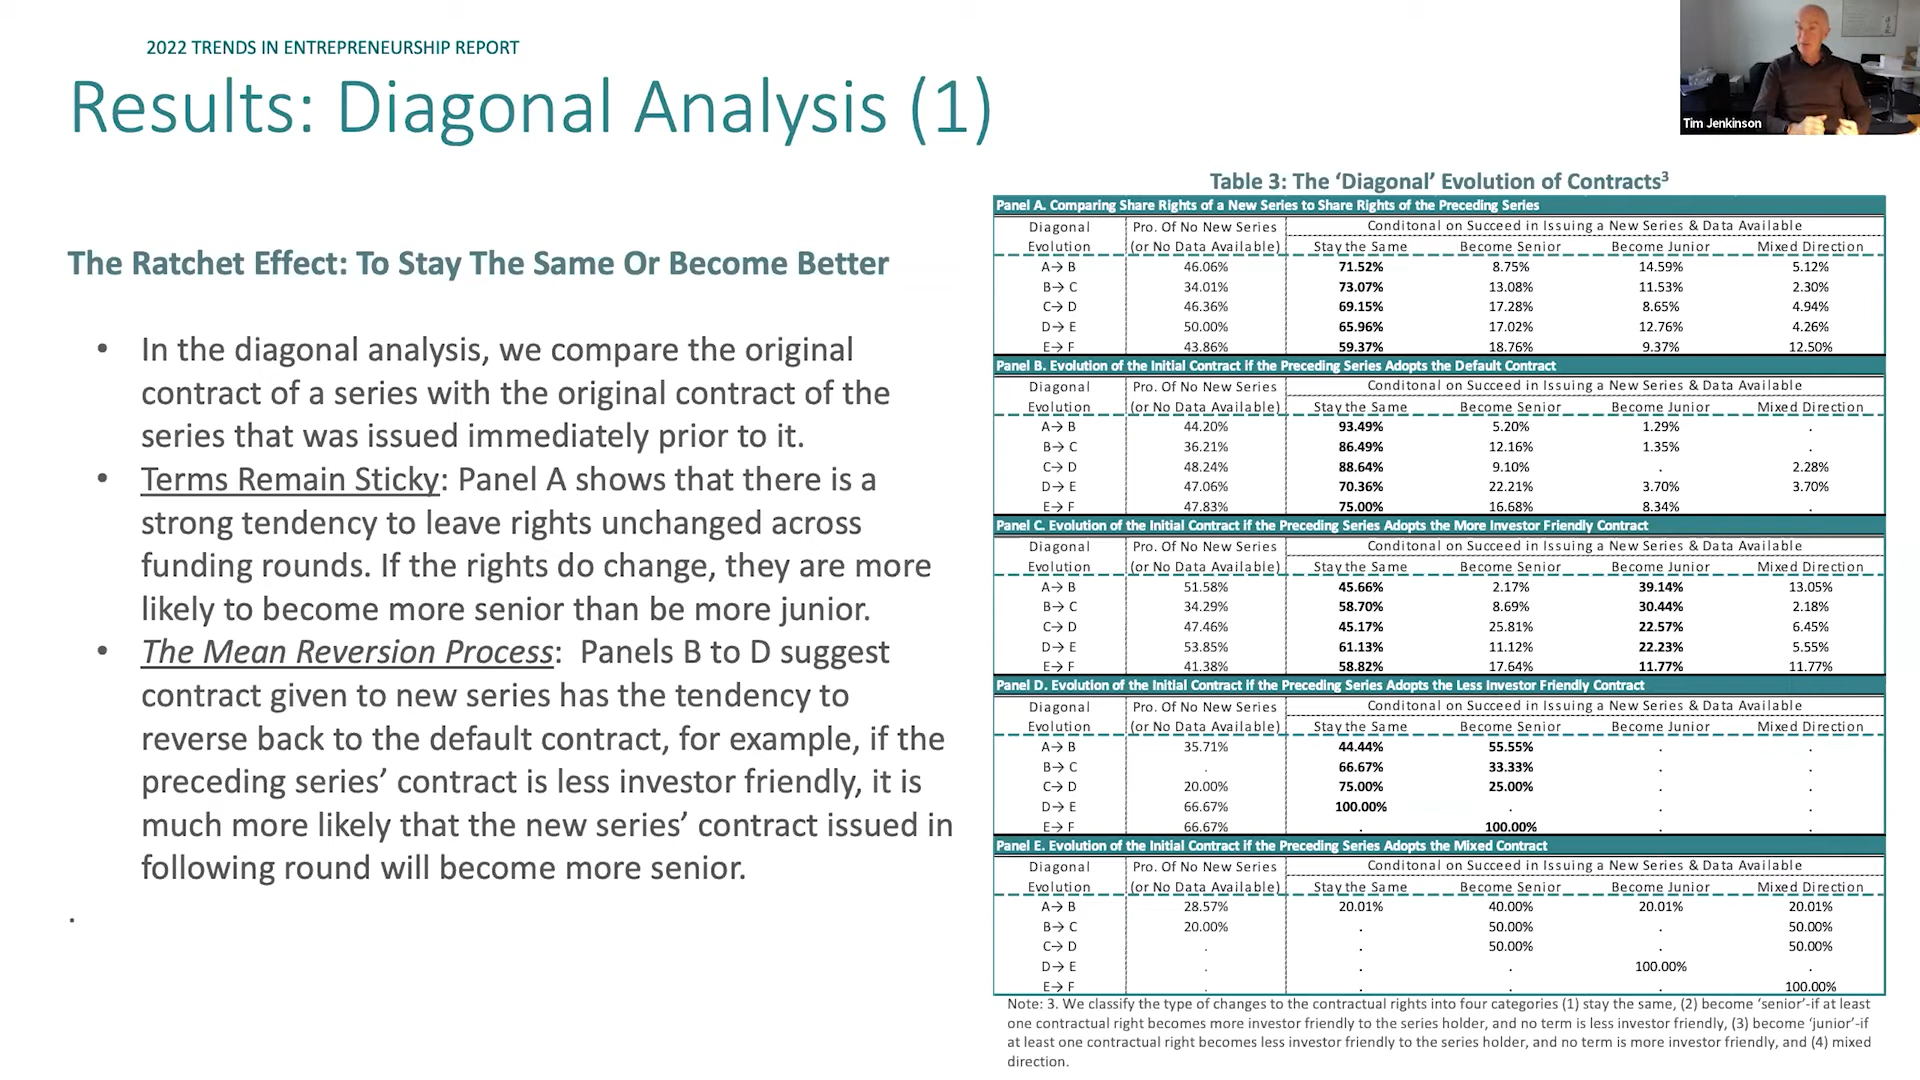 2022 TRENDS IN ENTREPRENEURSHIP REPORT
Results: Diagonal Analysis (1)
Tim Jenkinson
The Ratchet Effect: To Stay The Same Or Become Better
• In the diagonal analysis, we compare the original
contract of a series with the original contract of the
series that was issued immediately prior to it.
• Terms Remain Sticky: Panel A shows that there is a
strong tendency to leave rights unchanged across
funding rounds. If the rights do change, they are more
likely to become more senior than be more junior.
• The Mean Reversion Process: Panels B to D suggest
contract given to new series has the tendency to
reverse back to the default contract, for example, if the
preceding series' contract is less investor friendly, it is
much more likely that the new series' contract issued in
following round will become more senior.
.
Table 3: The 'Diagonal' Evolution of Contracts3
Panel A. Comparing Share Rights of a New Series to Share Rights of the Preceding Series
Diagonal Pro. Of No New Series Conditonal on Succeed in Issuing a New Series & Data Available
Evolution (or No Data Available) Stay the Same Become Senior Become Junior Mixed Direction
A→ B 46.06% 71.52% 8.75% 14.59% 5.12%
B→ C 34.01% 73.07% 13.08% 11.53% 2.30%
C→ D 46.36% 69.15% 17.28% 8.65% 4.94%
D→ E 50.00% 65.96% 17.02% 12.76% 4.26%
E→ F 43.86% 59.37% 18.76% 9.37% 12.50%
Panel B. Evolution of the Initial Contract if the Preceding Series Adopts the Default Contract
Diagonal Pro. Of No New Series Conditonal on Succeed in Issuing a New Series & Data Available
Evolution (or No Data Available) Stay the Same Become Senior Become Junior Mixed Direction
A→ B 44.20% 93.49% 5.20% 1.29% .
B→ C 36.21% 86.49% 12.16% 1.35% .
C→ D 48.24% 88.64% 9.10% . 2.28%
D→ E 47.06% 70.36% 22.21% 3.70% 3.70%
E→ F 47.83% 75.00% 16.68% 8.34% .
Panel C. Evolution of the Initial Contract if the Preceding Series Adopts the More Investor Friendly Contract
Diagonal Pro. Of No New Series Conditonal on Succeed in Issuing a New Series & Data Available
Evolution (or No Data Available) Stay the Same Become Senior Become Junior Mixed Direction
A→ B 51.58% 45.66% 2.17% 39.14% 13.05%
B→ C 34.29% 58.70% 8.69% 30.44% 2.18%
C→ D 47.46% 45.17% 25.81% 22.57% 6.45%
D→ E 53.85% 61.13% 11.12% 22.23% 5.55%
E→ F 41.38% 58.82% 17.64% 11.77% 11.77%
Panel D. Evolution of the Initial Contract if the Preceding Series Adopts the Less Investor Friendly Contract
Diagonal Pro. Of No New Series Conditonal on Succeed in Issuing a New Series & Data Available
Evolution (or No Data Available) Stay the Same Become Senior Become Junior Mixed Direction
A→ B 35.71% 44.44% 55.55% . .
B→ C . 66.67% 33.33% . .
C→ D 20.00% 75.00% 25.00% . .
D→ E 66.67% 100.00% . . .
E→ F 66.67% . 100.00% . .
Panel E. Evolution of the Initial Contract if the Preceding Series Adopts the Mixed Contract
Diagonal Pro. Of No New Series Conditonal on Succeed in Issuing a New Series & Data Available
Evolution (or No Data Available) Stay the Same Become Senior Become Junior Mixed Direction
A→ B 28.57% 20.01% 40.00% 20.01% 20.01%
B→ C 20.00% . 50.00% . 50.00%
C→ D . . 50.00% . 50.00%
D→ E . . . 100.00% .
E→ F . . . . 100.00%
Note: 3. We classify the type of changes to the contractual rights into four categories (1) stay the same, (2) become 'senior'-if at least
one contractual right becomes more investor friendly to the series holder, and no term is less investor friendly, (3) become 'junior'-if
at least one contractual right becomes less investor friendly to the series holder, and no term is more investor friendly, and (4) mixed
direction.